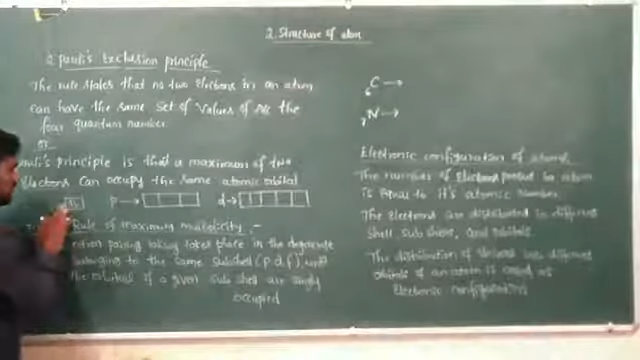 2. Structure of atom
2 pauli's Exclusion principle
The rule states that no two electrons in an atom
can have the same set of values of all the
four quantum number
or
pauli's principle is that a maximum of two
electrons can occupy the same atomic orbital
p → d →
Rule of maximum multiplicity :-
pairing taking takes place in the degenerate
belonging to the same subshell (p d f)
the orbital of a given sub shell are singly
occupied
6C →
7N →
Electronic configuration of atoms
The number of electrons in atom
is equal to it's atomic number
The electrons are distributed in different
shell sub shell, and orbitals
The distribution of electrons into different
orbitals of an atom is called as
Electronic configuration